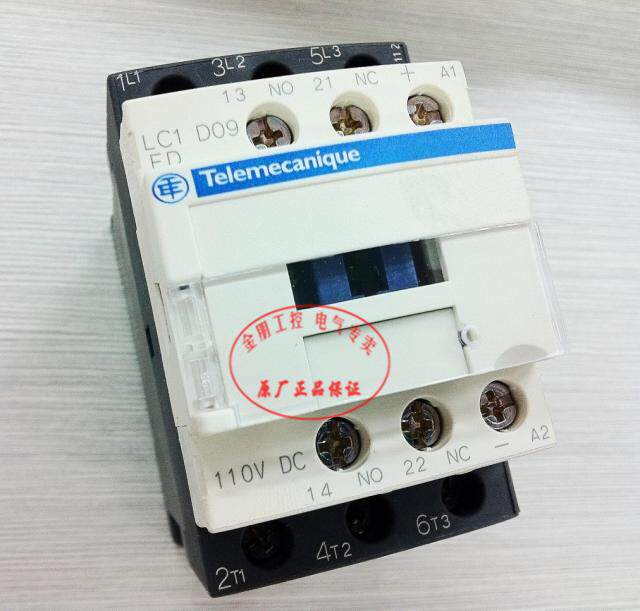 1L1 3L2 5L3
13 NO 21 NC + A1
LC1 D09
FD
Telemecanique
金朋工控 电气专卖
原厂正品保证
110V DC
14 NO 22 NC − A2
2T1 4T2 6T3